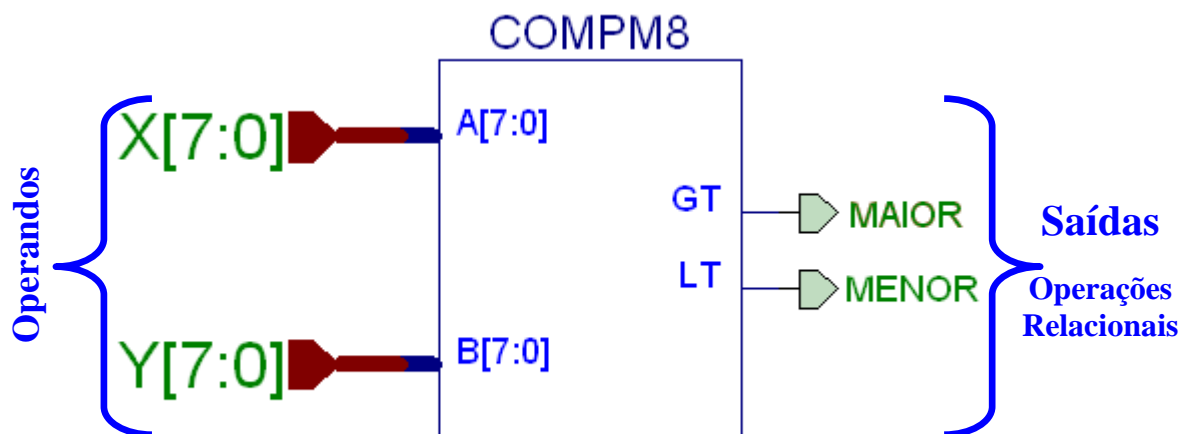 COMPM8
Operandos
X[7:0]
A[7:0]
GT
MAIOR
LT
MENOR
Y[7:0]
B[7:0]
Saídas
Operações
Relacionais